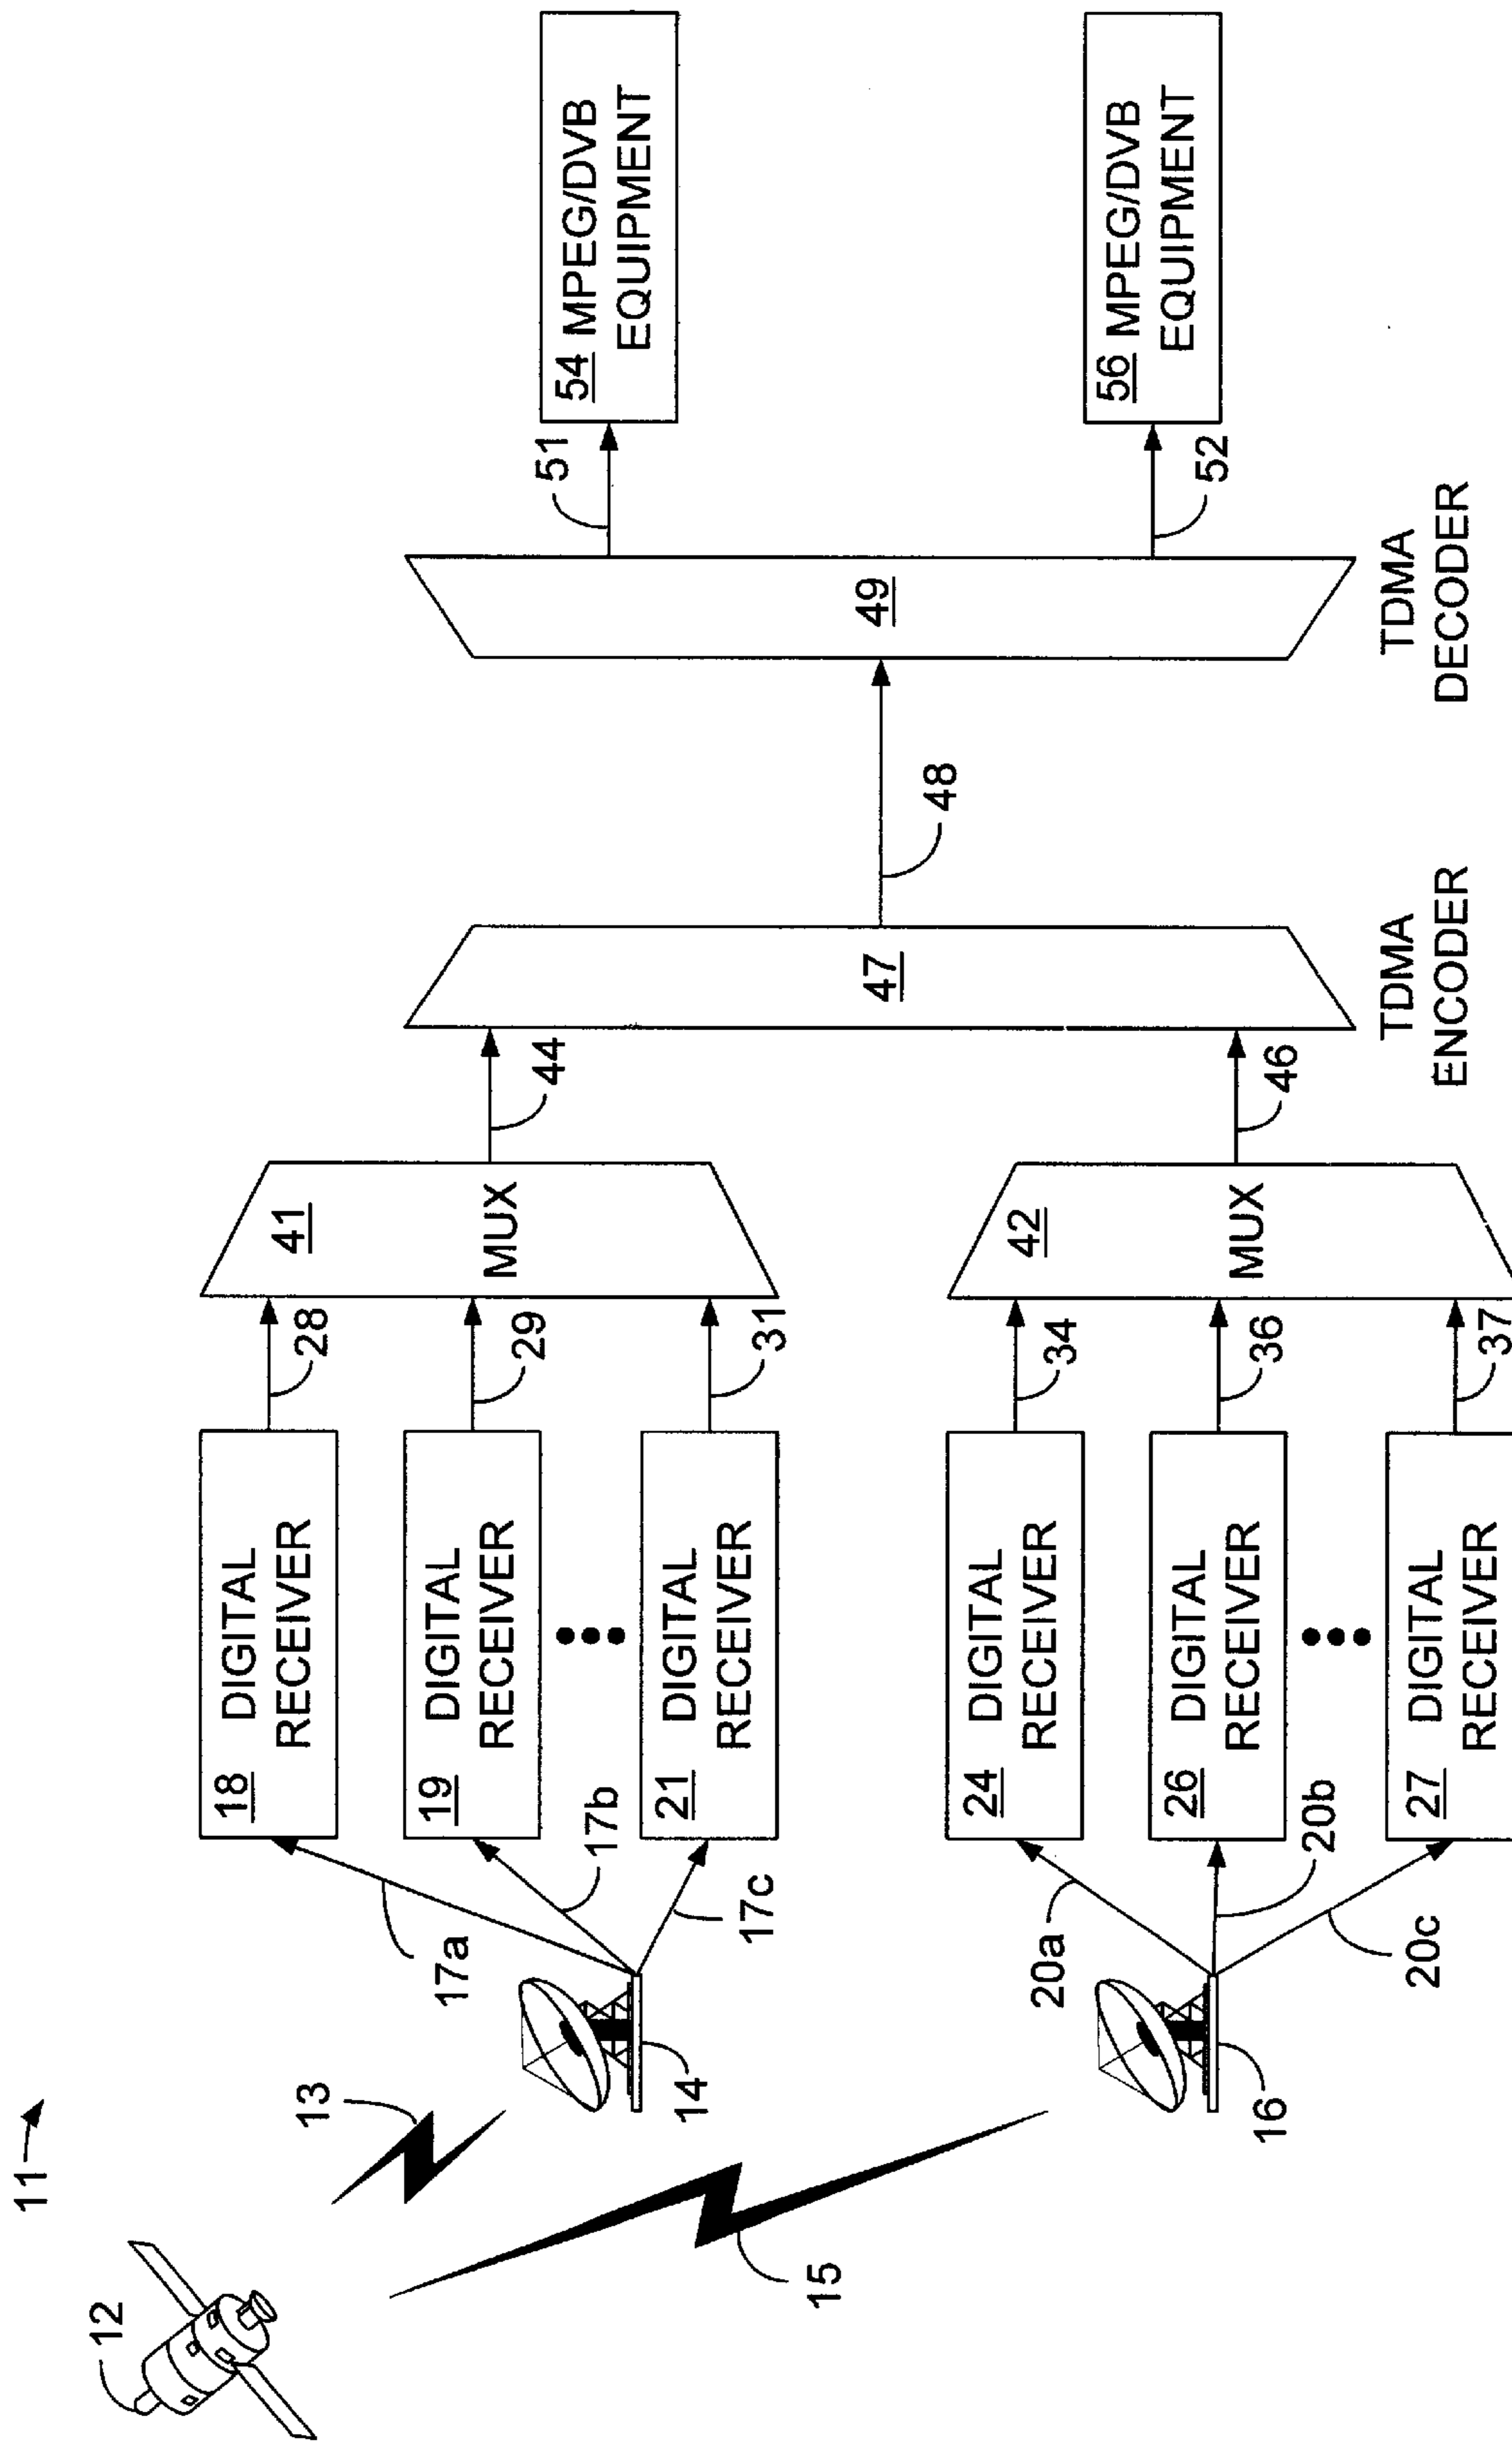 11
12
13
15
14
16
17a
17b
17c
20a
20b
20c
18 DIGITAL
RECEIVER
19 DIGITAL
RECEIVER
21 DIGITAL
RECEIVER
24 DIGITAL
RECEIVER
26 DIGITAL
RECEIVER
27 DIGITAL
RECEIVER
28
29
31
34
36
37
41
MUX
42
MUX
44
46
47
TDMA
ENCODER
48
49
TDMA
DECODER
51
52
54 MPEG/DVB
EQUIPMENT
56 MPEG/DVB
EQUIPMENT